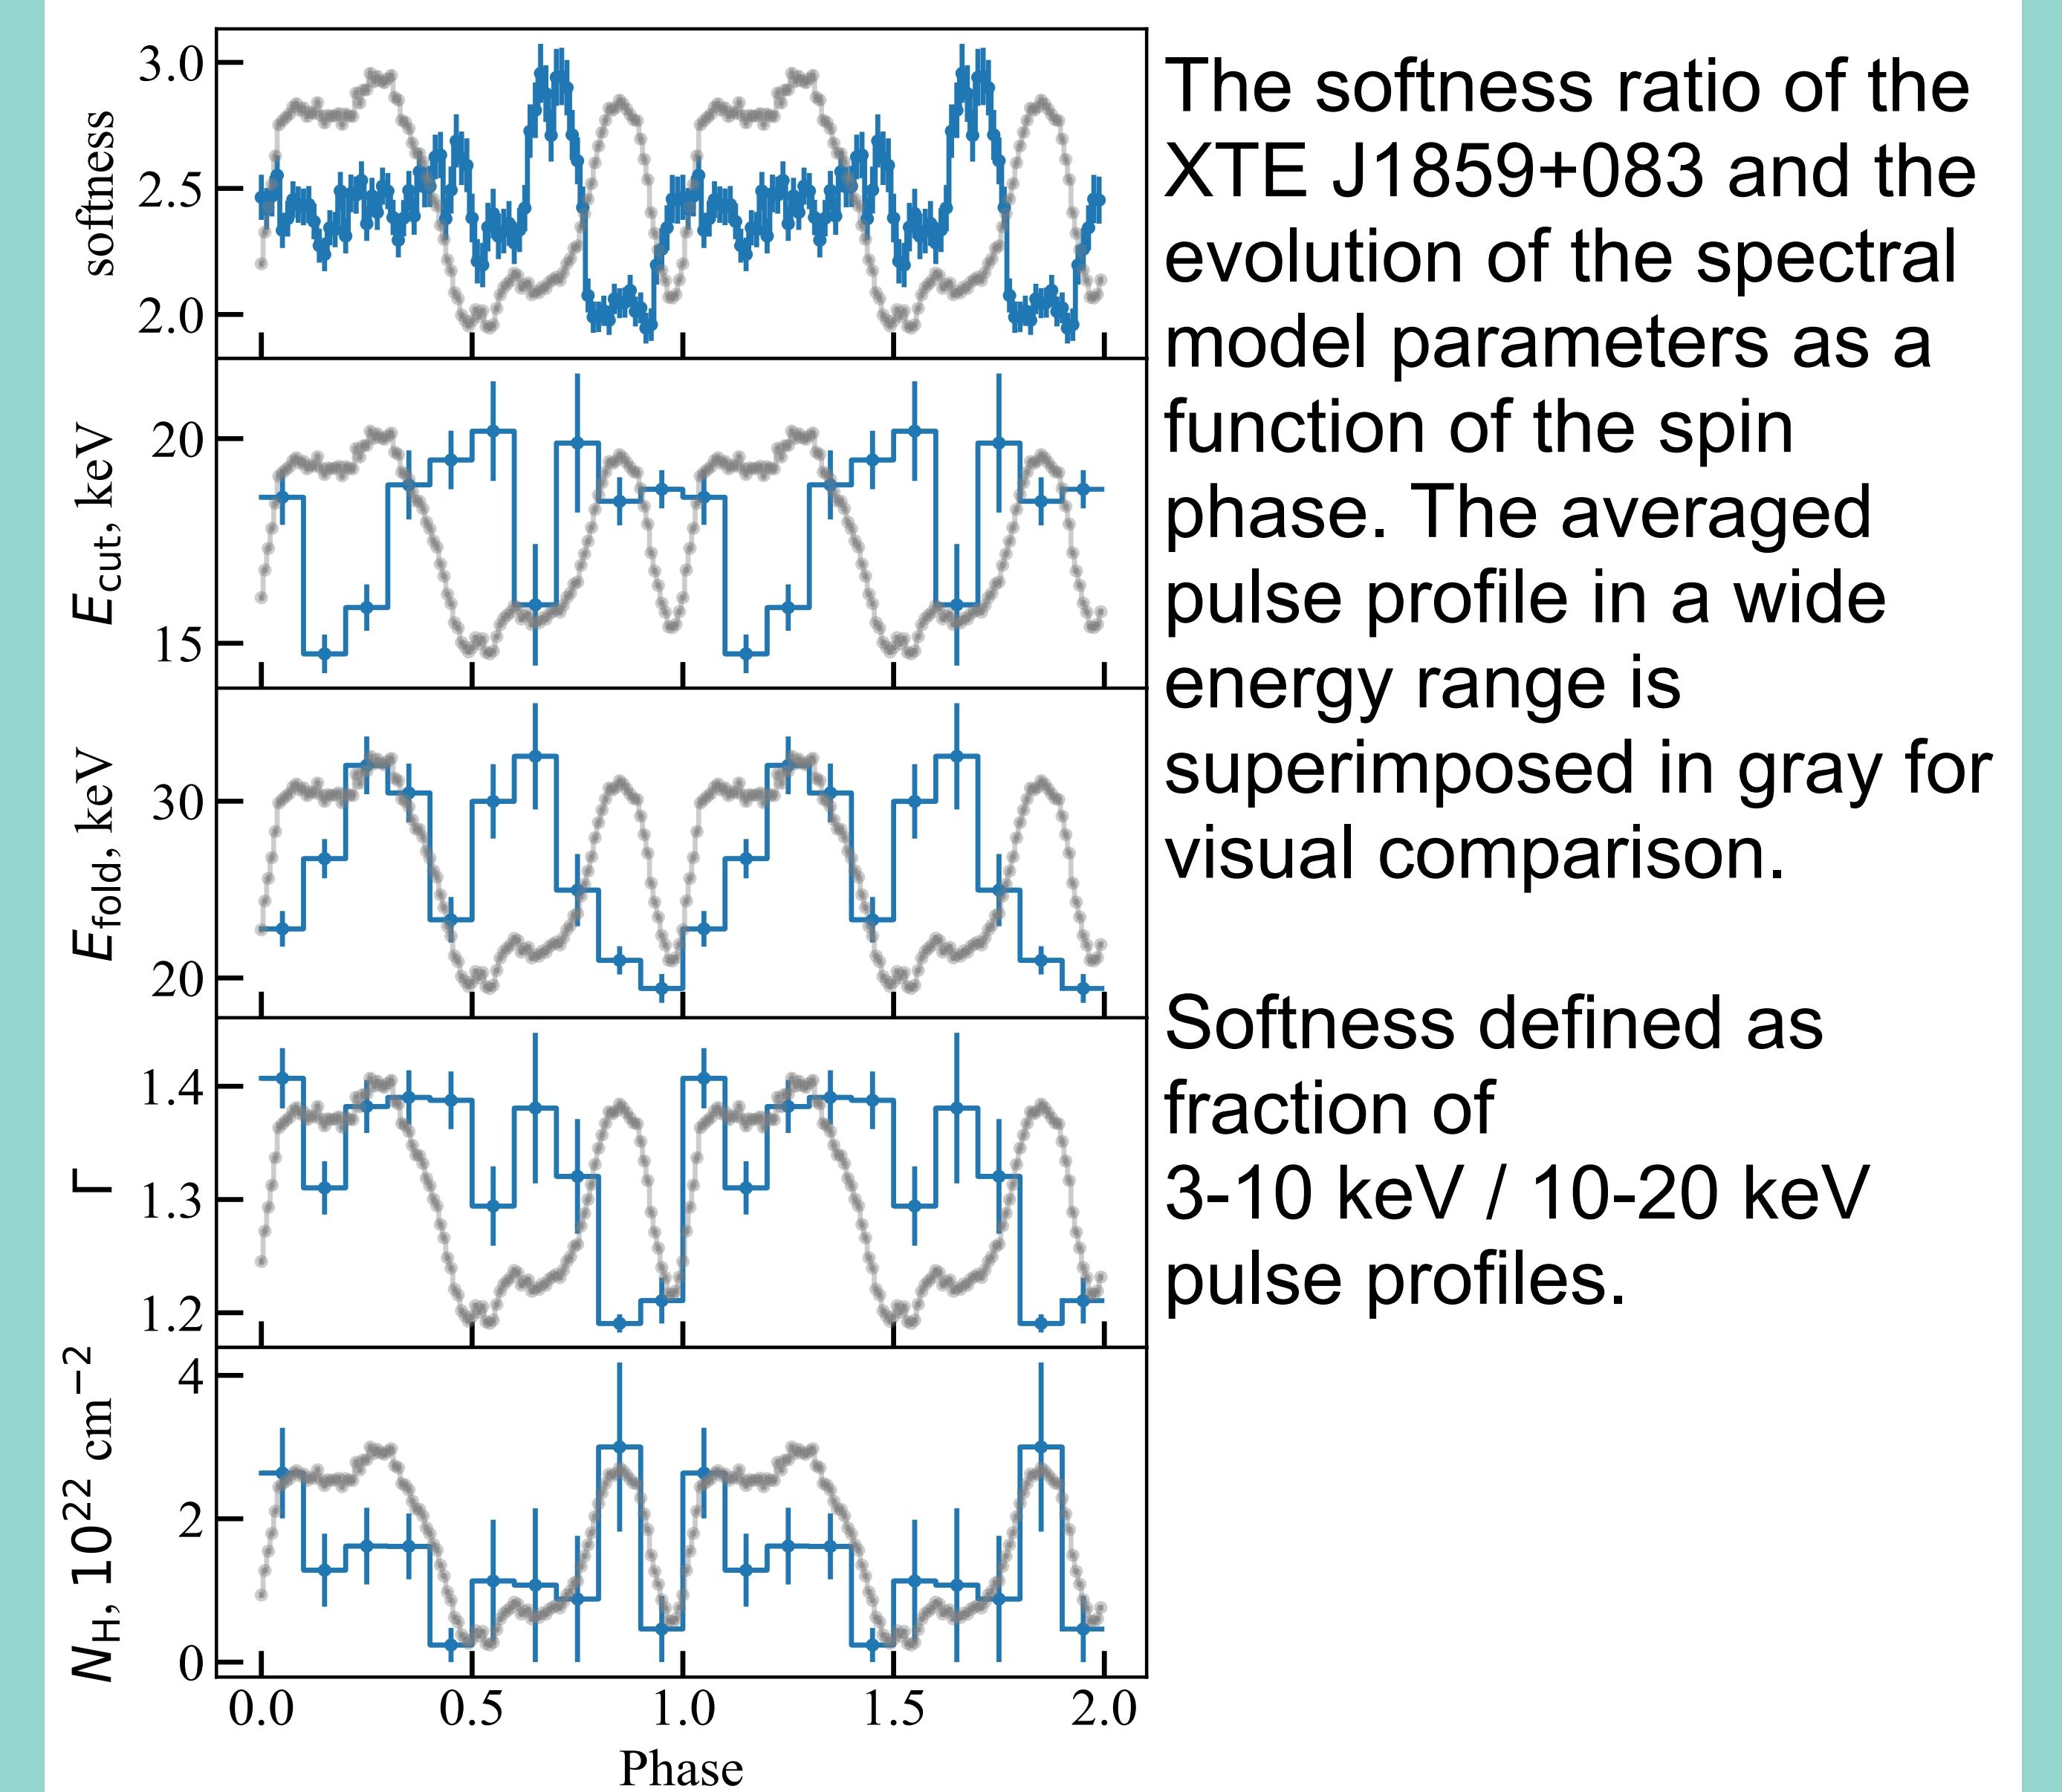 3.0
2.5
2.0
softness
20
15
E_cut, keV
30
20
E_fold, keV
1.4
1.3
1.2
Γ
4
2
0
N_H, 10^22 cm^−2
0.0 0.5 1.0 1.5 2.0
Phase
The softness ratio of the
XTE J1859+083 and the
evolution of the spectral
model parameters as a
function of the spin
phase. The averaged
pulse profile in a wide
energy range is
superimposed in gray for
visual comparison.
Softness defined as
fraction of
3-10 keV / 10-20 keV
pulse profiles.